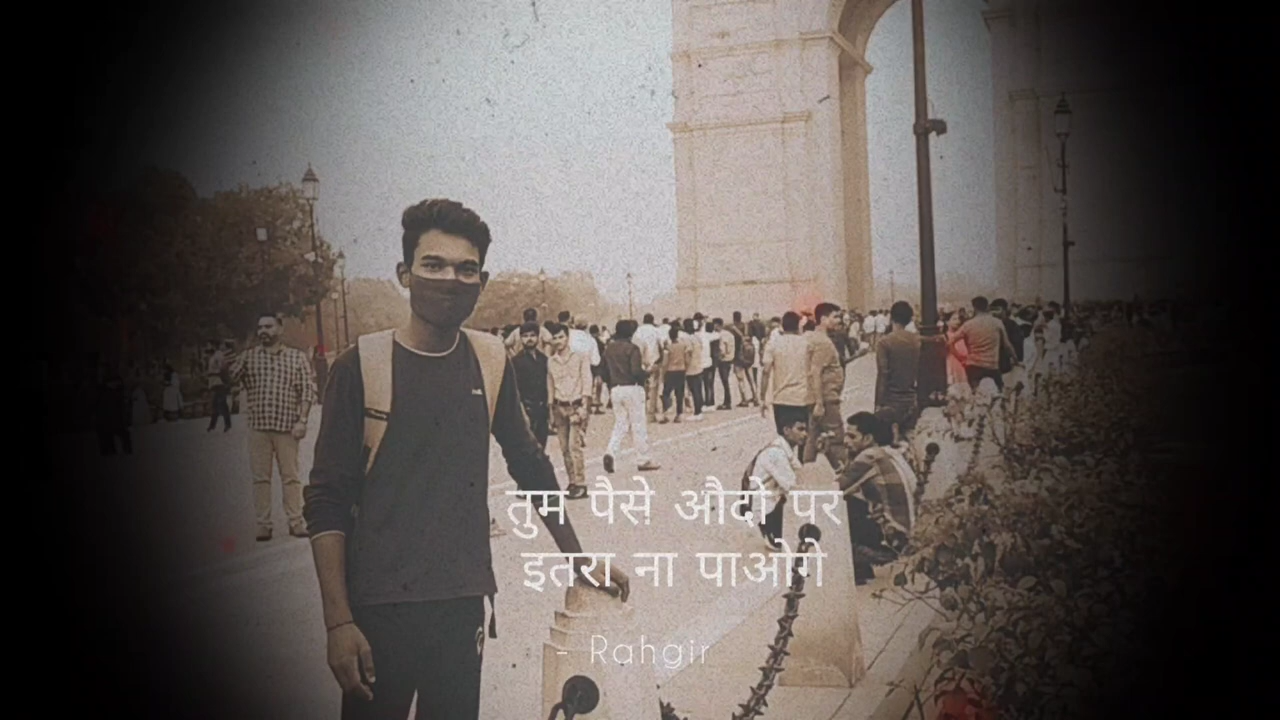 तुम पैसे औदों पर
इतरा ना पाओगे
- Rahgir